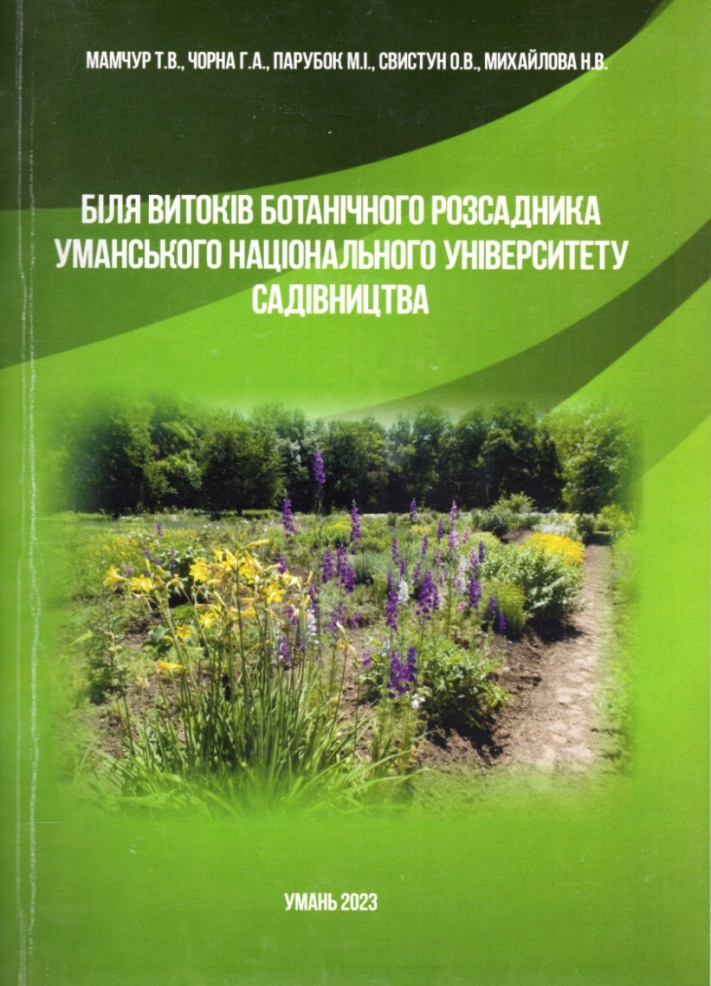 МАМЧУР Т.В., ЧОРНА Г.А., ПАРУБОК М.І., СВИСТУН О.В., МИХАЙЛОВА Н.В.
БІЛЯ ВИТОКІВ БОТАНІЧНОГО РОЗСАДНИКА
УМАНСЬКОГО НАЦІОНАЛЬНОГО УНІВЕРСИТЕТУ
САДІВНИЦТВА
УМАНЬ 2023